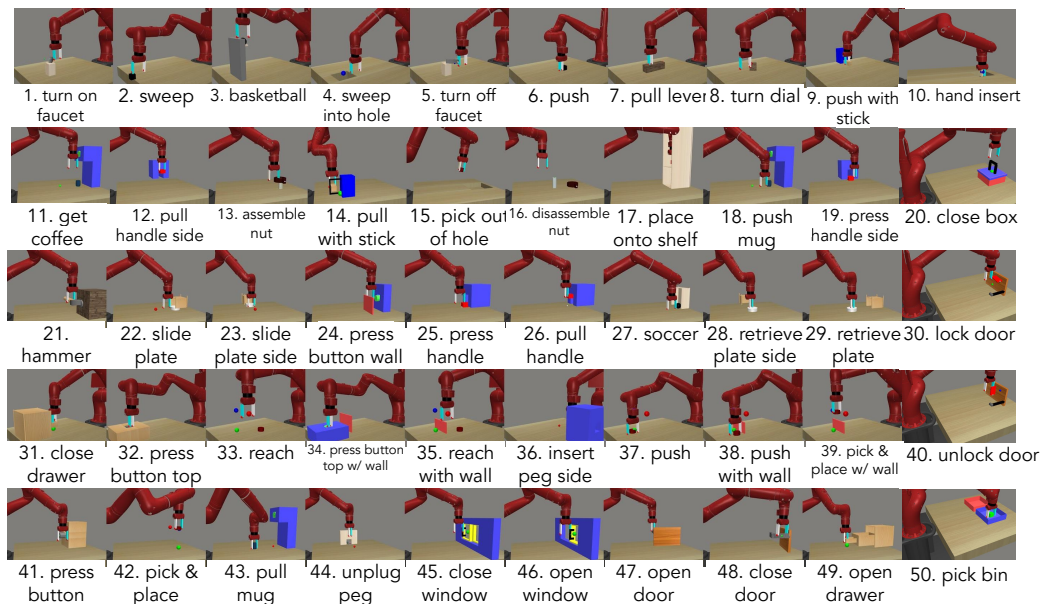 1. turn on faucet
2. sweep
3. basketball
4. sweep into hole
5. turn off faucet
6. push
7. pull lever
8. turn dial
9. push with stick
10. hand insert
11. get coffee
12. pull handle side
13. assemble nut
14. pull with stick
15. pick out of hole
16. disassemble nut
17. place onto shelf
18. push mug
19. press handle side
20. close box
21. hammer
22. slide plate
23. slide plate side
24. press button wall
25. press handle
26. pull handle
27. soccer
28. retrieve plate side
29. retrieve plate
30. lock door
31. close drawer
32. press button top
33. reach
34. press button top w/ wall
35. reach with wall
36. insert peg side
37. push
38. push with wall
39. pick & place w/ wall
40. unlock door
41. press button
42. pick & place
43. pull mug
44. unplug peg
45. close window
46. open window
47. open door
48. close door
49. open drawer
50. pick bin